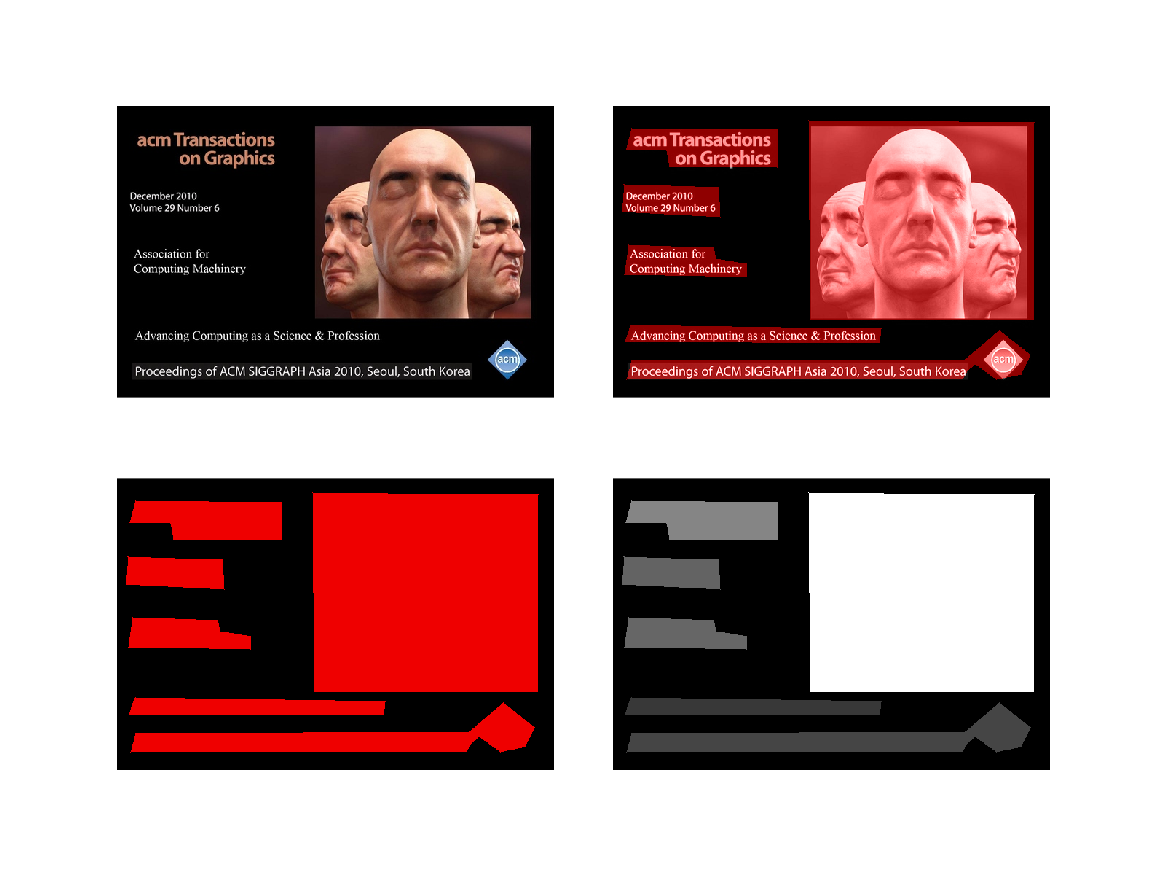 acm Transactions
on Graphics
December 2010
Volume 29 Number 6
Association for
Computing Machinery
Advancing Computing as a Science & Profession
acm
Proceedings of ACM SIGGRAPH Asia 2010, Seoul, South Korea
acm Transactions
on Graphics
December 2010
Volume 29 Number 6
Association for
Computing Machinery
Advancing Computing as a Science & Profession
acm
Proceedings of ACM SIGGRAPH Asia 2010, Seoul, South Korea